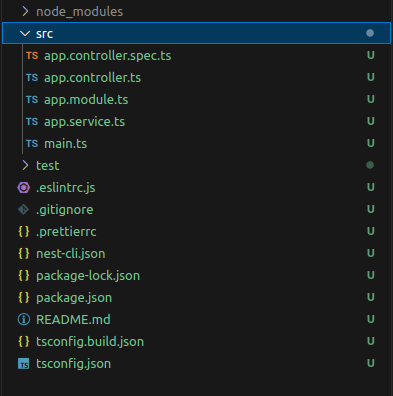 node_modules
src
TS app.controller.spec.ts U
TS app.controller.ts U
TS app.module.ts U
TS app.service.ts U
TS main.ts U
test
.eslintrc.js U
.gitignore U
{} .prettierrc U
{} nest-cli.json U
{} package-lock.json U
{} package.json U
README.md U
{} tsconfig.build.json U
TS tsconfig.json U